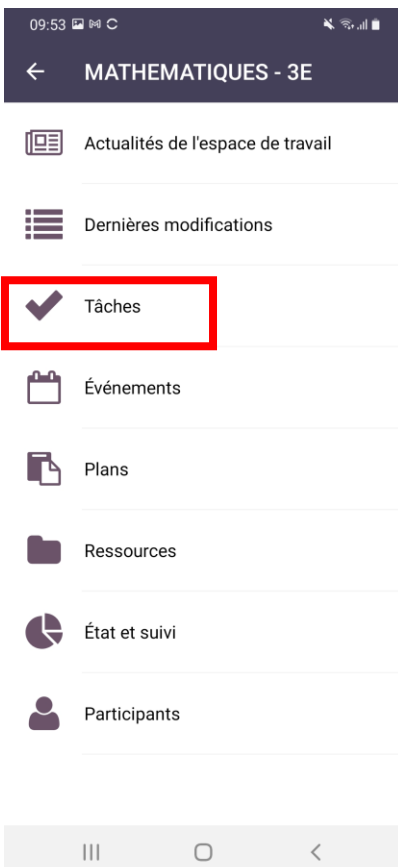 09:53
MATHEMATIQUES - 3E
Actualités de l'espace de travail
Dernières modifications
Tâches
Événements
Plans
Ressources
État et suivi
Participants